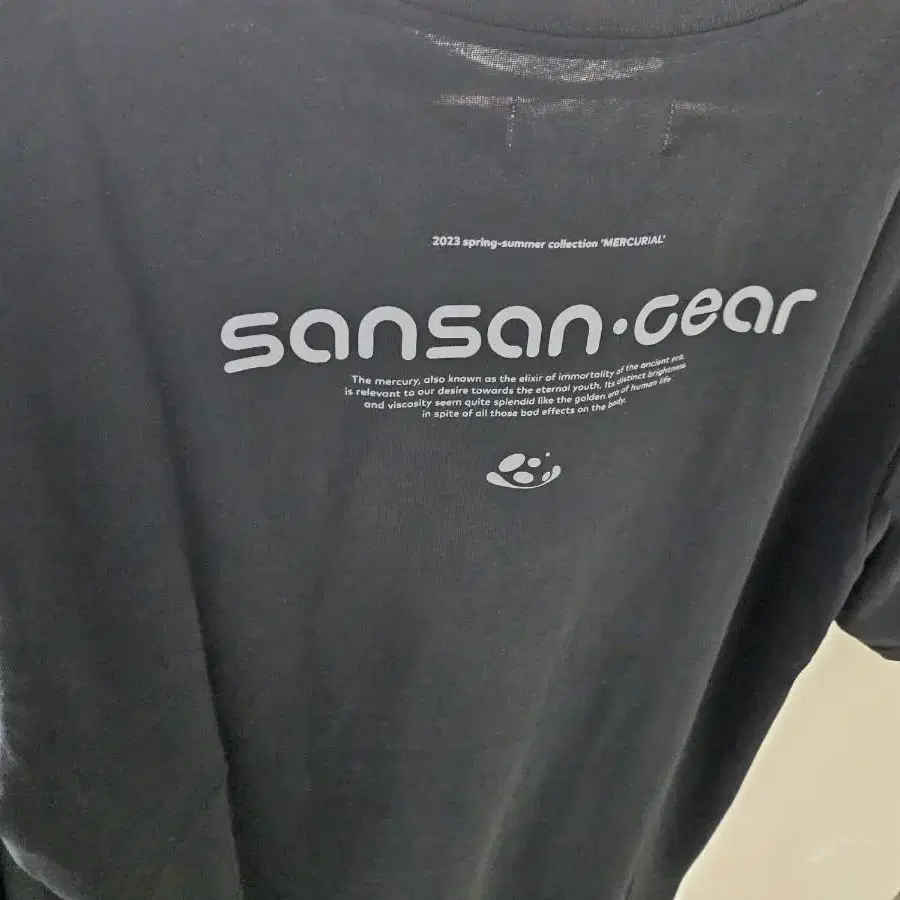 2023 spring-summer collection 'MERCURIAL'
sansan·gear
The mercury, also known as the elixir of immortality of the ancient era,
is relevant to our desire towards the eternal youth. Its distinct brightness
and viscosity seem quite splendid like the golden era of human life
in spite of all those bad effects on the body.